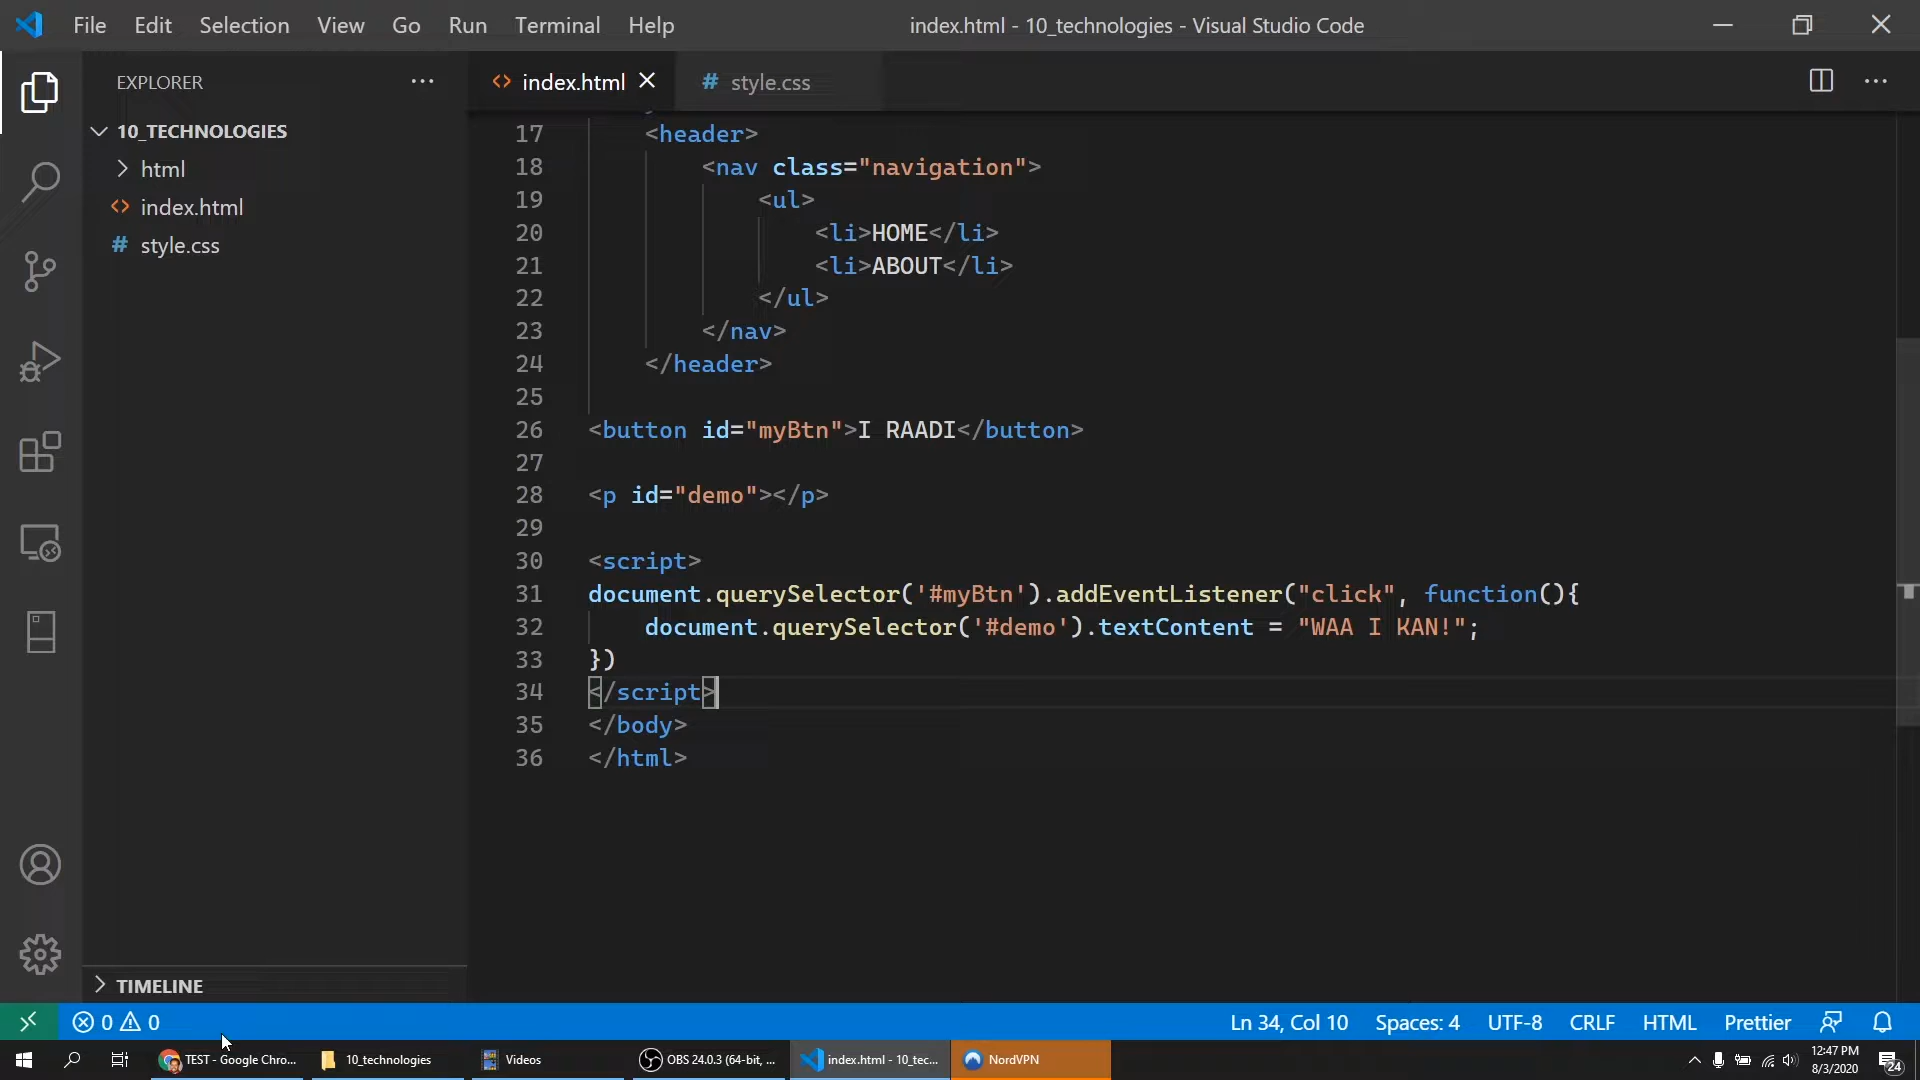 File Edit Selection View Go Run Terminal Help
index.html - 10_technologies - Visual Studio Code
EXPLORER
10_TECHNOLOGIES
html
index.html
style.css
TIMELINE
index.html
style.css
17 <header>
18 <nav class="navigation">
19 <ul>
20 <li>HOME</li>
21 <li>ABOUT</li>
22 </ul>
23 </nav>
24 </header>
25
26 <button id="myBtn">I RAADI</button>
27
28 <p id="demo"></p>
29
30 <script>
31 document.querySelector('#myBtn').addEventListener("click", function(){
32 document.querySelector('#demo').textContent = "WAA I KAN!";
33 })
34 </script>
35 </body>
36 </html>
0 0
Ln 34, Col 10 Spaces: 4 UTF-8 CRLF HTML Prettier
TEST - Google Chro... 10_technologies Videos OBS 24.0.3 (64-bit, ... index.html - 10_tec... NordVPN
12:47 PM
8/3/2020
24